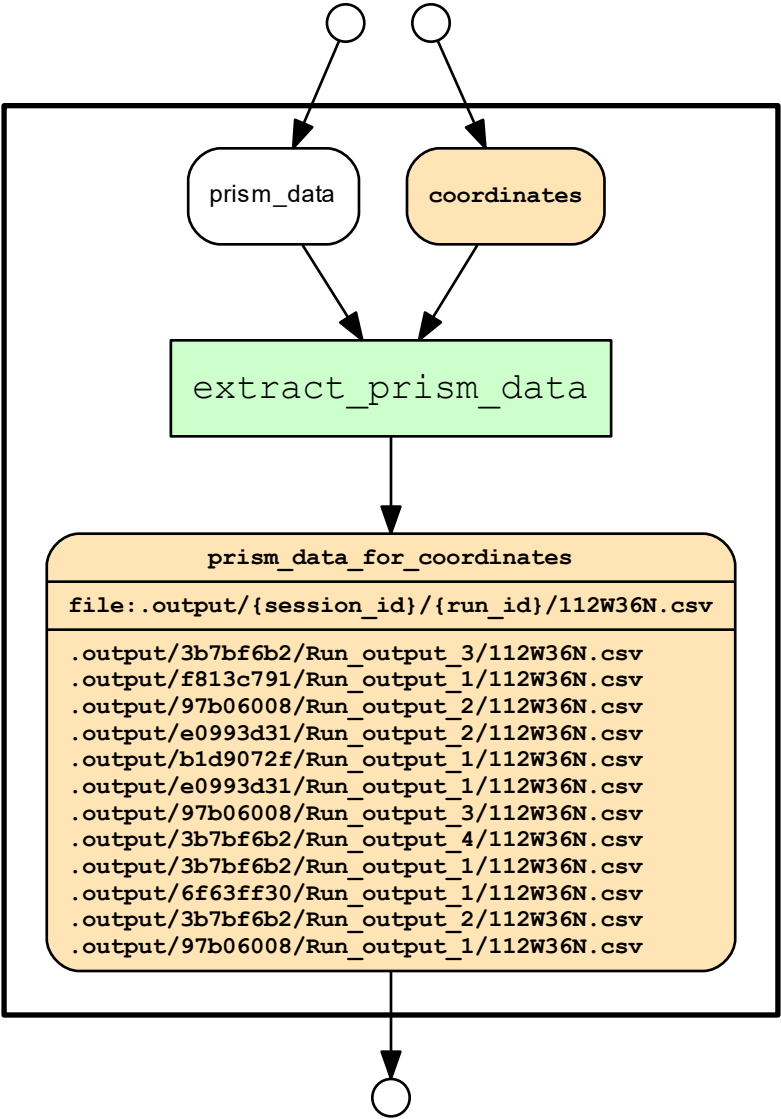 prism_data
coordinates
extract_prism_data
prism_data_for_coordinates
file:.output/{session_id}/{run_id}/112W36N.csv
.output/3b7bf6b2/Run_output_3/112W36N.csv
.output/f813c791/Run_output_1/112W36N.csv
.output/97b06008/Run_output_2/112W36N.csv
.output/e0993d31/Run_output_2/112W36N.csv
.output/b1d9072f/Run_output_1/112W36N.csv
.output/e0993d31/Run_output_1/112W36N.csv
.output/97b06008/Run_output_3/112W36N.csv
.output/3b7bf6b2/Run_output_4/112W36N.csv
.output/3b7bf6b2/Run_output_1/112W36N.csv
.output/6f63ff30/Run_output_1/112W36N.csv
.output/3b7bf6b2/Run_output_2/112W36N.csv
.output/97b06008/Run_output_1/112W36N.csv